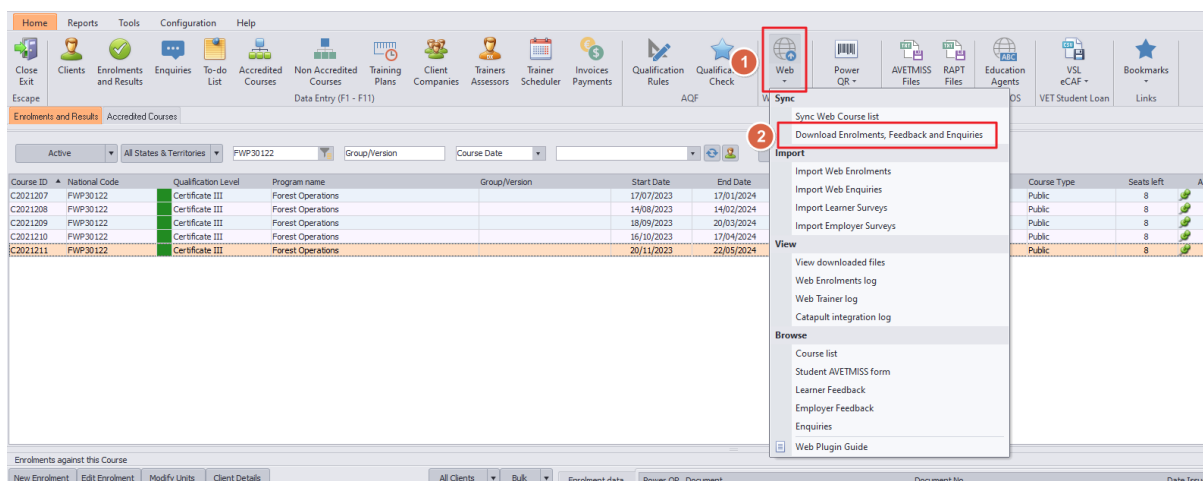 Home Reports Tools Configuration Help
Close Exit Clients Enrolments and Results Enquiries To-do List Accredited Courses Non Accredited Courses Training Plans Client Companies Trainers Assessors Trainer Scheduler Invoices Payments Qualification Rules Check 1 Web Power QR AVETMISS Files RAPT Files Education Agents VSL eCAF Bookmarks
Escape Data Entry (F1 - F11) AQF VET Student Loan Links
Enrolments and Results Accredited Courses
Sync
Sync Web Course list
2 Download Enrolments, Feedback and Enquiries
Active All States & Territories FWP30122 Group/Version Course Date
Import
Import Web Enrolments
Import Web Enquiries
Import Learner Surveys
Import Employer Surveys
Course ID National Code Qualification Level Program name Group/Version Start Date End Date Course Type Seats left
C2021207 FWP30122 Certificate III Forest Operations 17/07/2023 17/01/2024 Public 8
C2021208 FWP30122 Certificate III Forest Operations 14/08/2023 14/02/2024 Public 8
C2021209 FWP30122 Certificate III Forest Operations 18/09/2023 20/03/2024 Public 8
C2021210 FWP30122 Certificate III Forest Operations 16/10/2023 17/04/2024 Public 8
C2021211 FWP30122 Certificate III Forest Operations 20/11/2023 22/05/2024 Public 8
View
View downloaded files
Web Enrolments log
Web Trainer log
Catapult integration log
Browse
Course list
Student AVETMISS form
Learner Feedback
Employer Feedback
Enquiries
Web Plugin Guide
Enrolments against this Course
New Enrolment Edit Enrolment Modify Units Client Details All Clients Bulk Enrolment data Power QR Document Document No